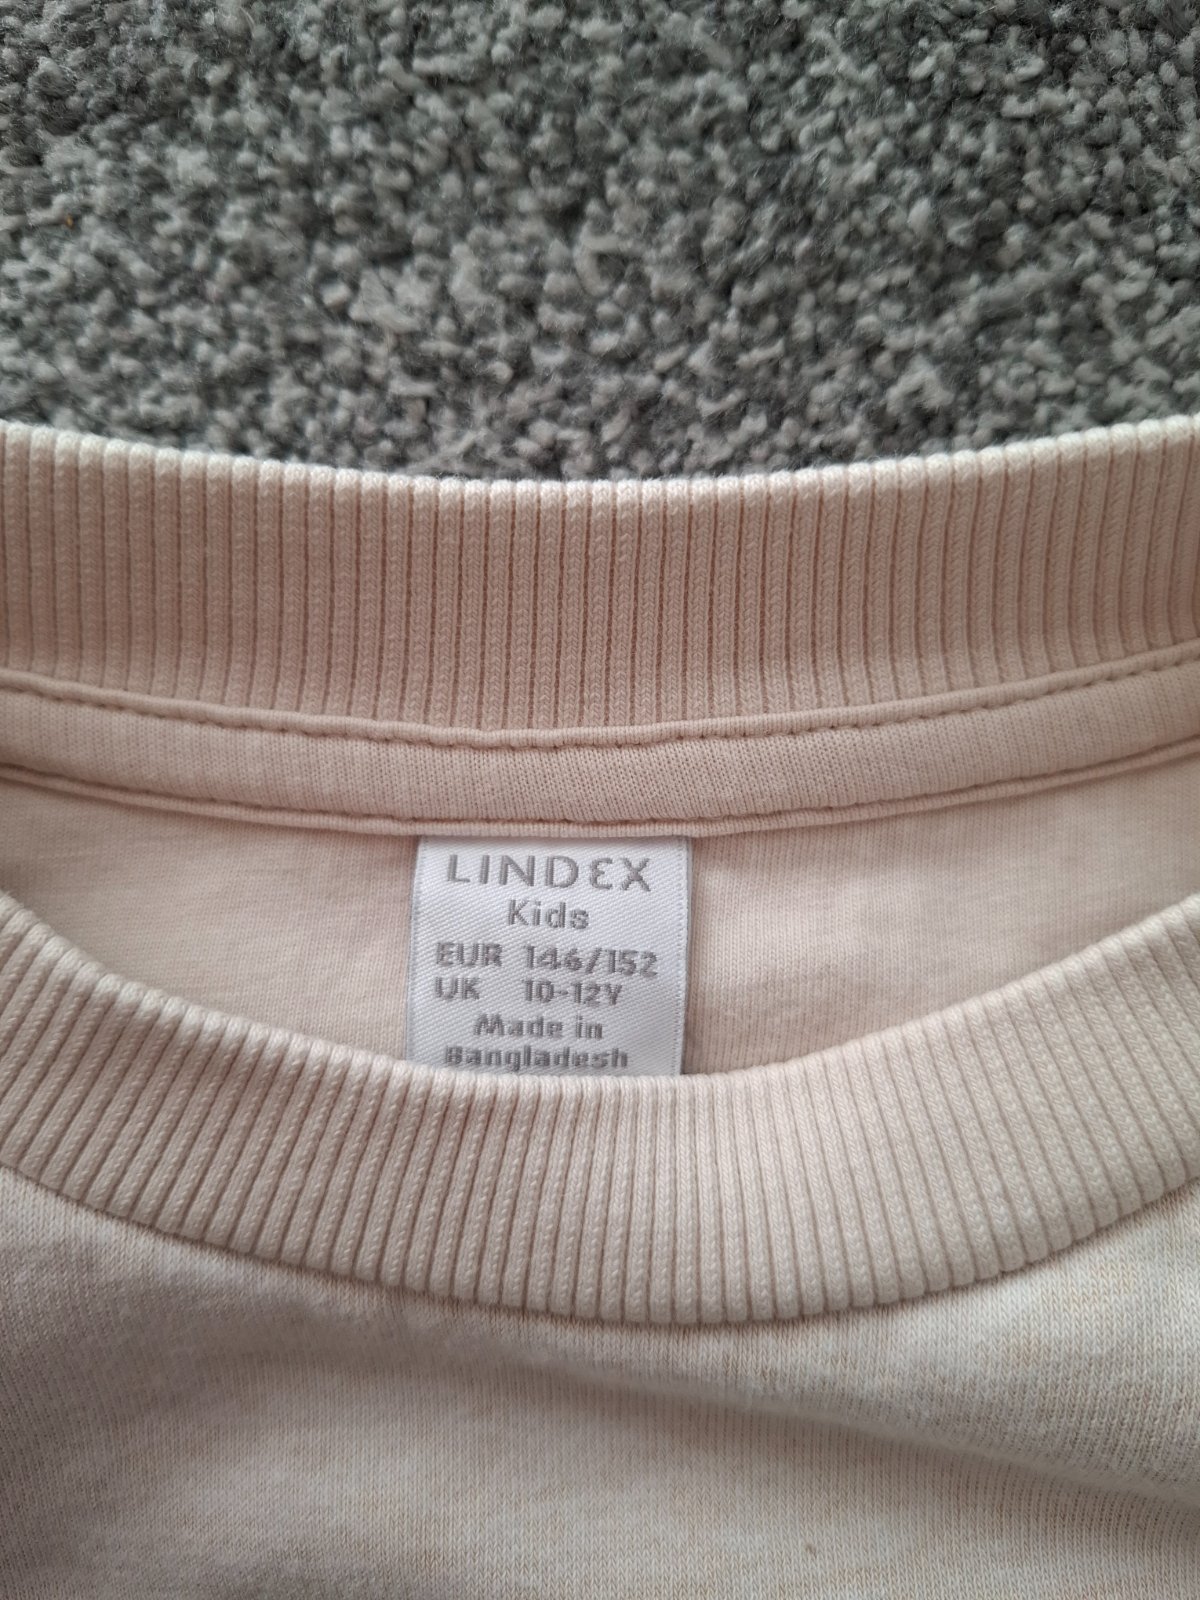 LINDEX
Kids
EUR 146/152
UK 10-12Y
Made in
Bangladesh